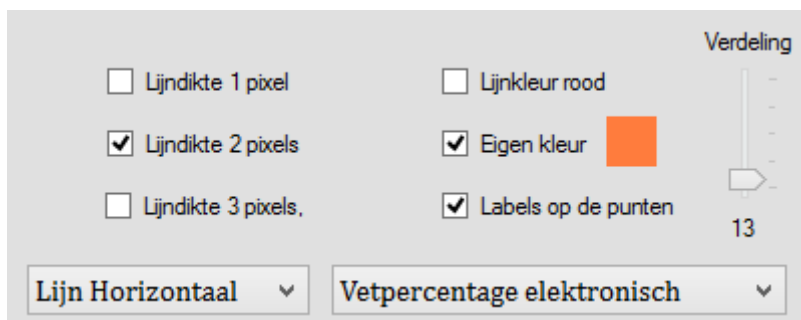 Verdeling
Lijndikte 1 pixel
Lijnkleur rood
Lijndikte 2 pixels
Eigen kleur
Lijndikte 3 pixels,
Labels op de punten
13
Lijn Horizontaal
Vetpercentage elektronisch